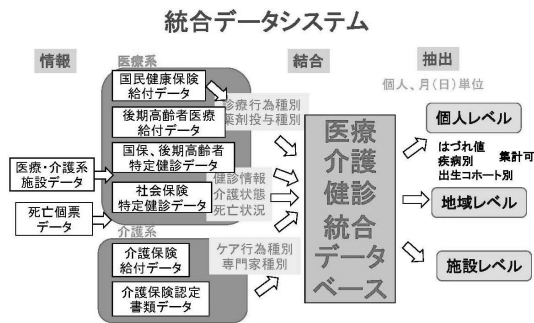 統合データシステム
情報
結合
抽出
医療系
国民健康保険
給付データ
後期高齢者医療
給付データ
国保、後期高齢者
特定健診データ
社会保険
特定健診データ
医療・介護系
施設データ
死亡個票
データ
介護系
介護保険
給付データ
介護保険認定
書類データ
診療行為種別
薬剤投与種別
健診情報
介護状態
死亡状況
ケア行為種別
専門家種別
医療
介護
健診
統合
データ
ベース
個人、月(日)単位
個人レベル
はづれ値
疾病別
出生コホート別
集計可
地域レベル
施設レベル